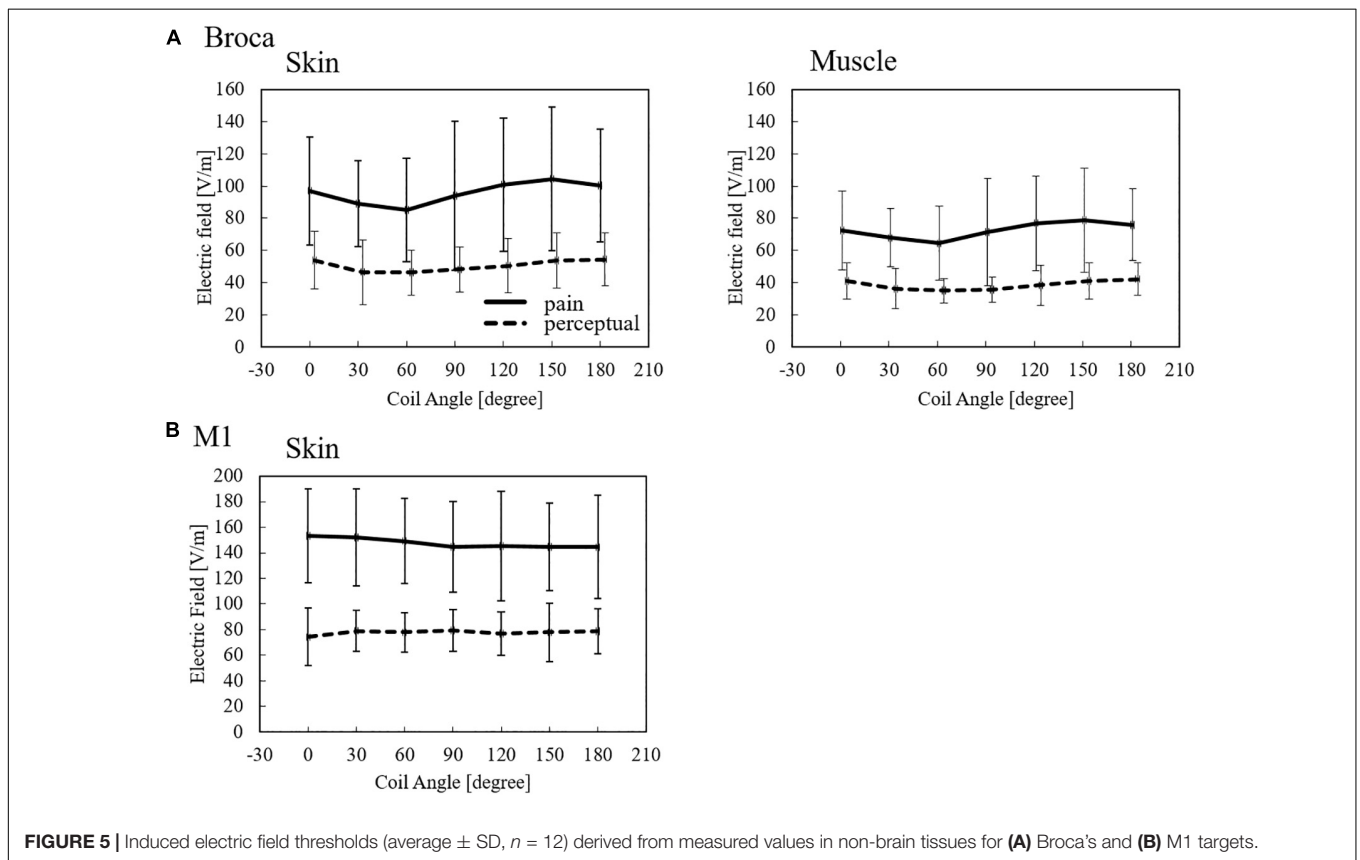 A Broca
Skin
160
140
120
100
80
60
40
20
0
Electric field [V/m]
pain
perceptual
-30 0 30 60 90 120 150 180 210
Coil Angle [degree]
Muscle
160
140
120
100
80
60
40
20
0
Electric field [V/m]
-30 0 30 60 90 120 150 180 210
Coil Angle [degree]
B M1
Skin
200
180
160
140
120
100
80
60
40
20
0
Electric Field [V/m]
-30 0 30 60 90 120 150 180 210
Coil Angle [degree]
FIGURE 5 | Induced electric field thresholds (average ± SD, n = 12) derived from measured values in non-brain tissues for (A) Broca's and (B) M1 targets.